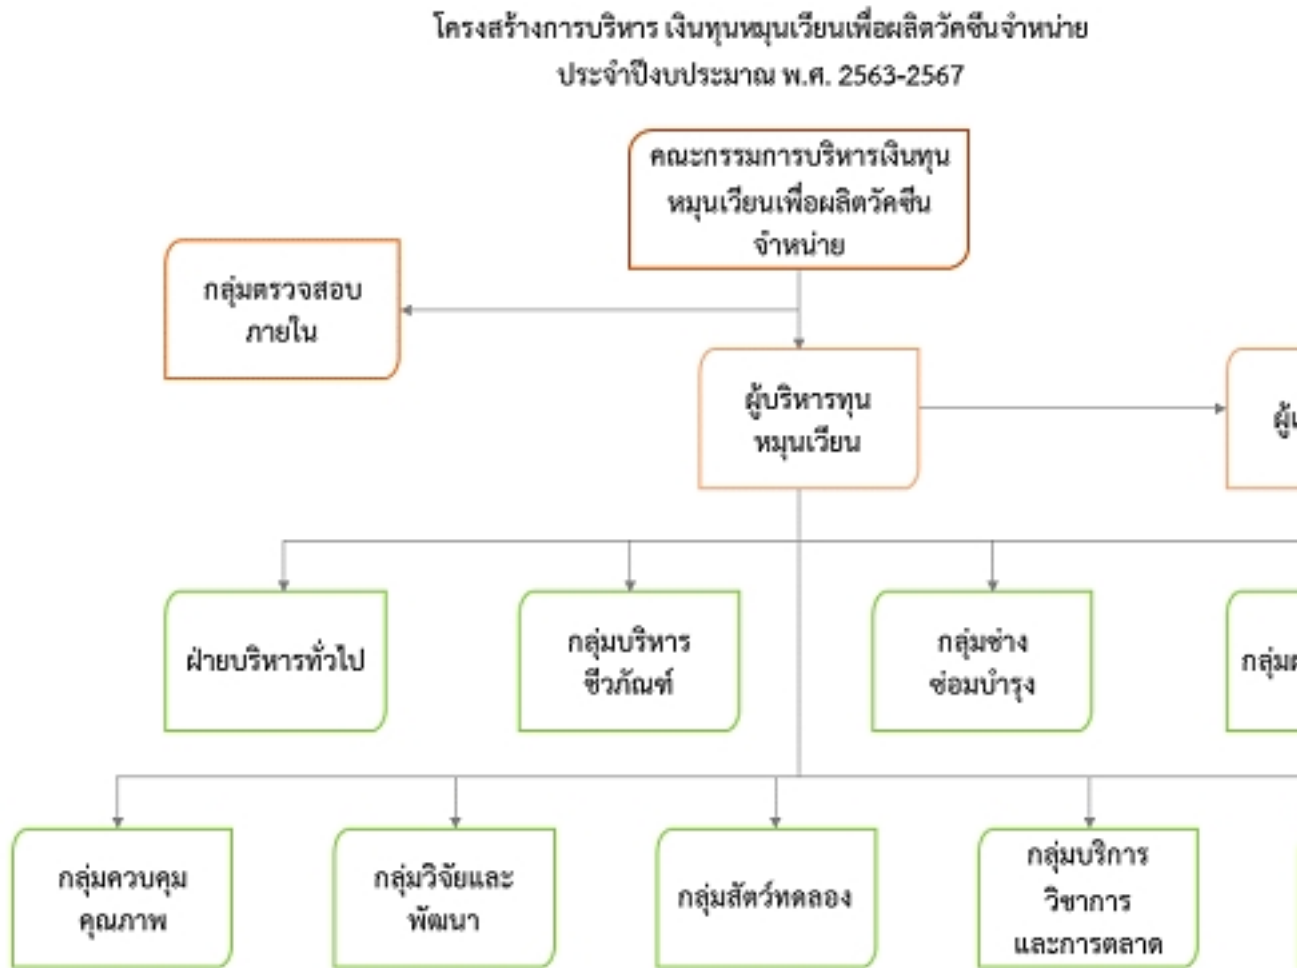 โครงสร้างการบริหาร เงินทุนหมุนเวียนเพื่อผลิตวัคซีนจำหน่าย
ประจำปีงบประมาณ พ.ศ. 2563-2567
คณะกรรมการบริหารเงินทุน
หมุนเวียนเพื่อผลิตวัคซีน
จำหน่าย
กลุ่มตรวจสอบ
ภายใน
ผู้บริหารทุน
หมุนเวียน
ฝ่ายบริหารทั่วไป
กลุ่มบริหาร
ชีวภัณฑ์
กลุ่มช่าง
ซ่อมบำรุง
กลุ่ม
กลุ่มควบคุม
คุณภาพ
กลุ่มวิจัยและ
พัฒนา
กลุ่มสัตว์ทดลอง
กลุ่มบริการ
วิชาการ
และการตลาด